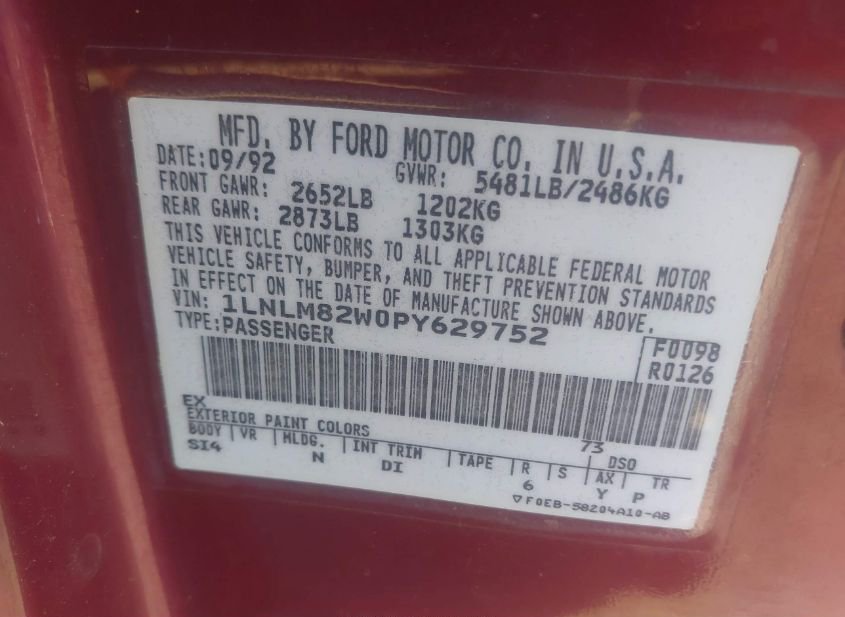 MFD. BY FORD MOTOR CO. IN U.S.A.
DATE: 09/92 GVWR: 5481LB/2486KG
FRONT GAWR: 2652LB 1202KG
REAR GAWR: 2873LB 1303KG
THIS VEHICLE CONFORMS TO ALL APPLICABLE FEDERAL MOTOR
VEHICLE SAFETY, BUMPER, AND THEFT PREVENTION STANDARDS
IN EFFECT ON THE DATE OF MANUFACTURE SHOWN ABOVE.
VIN: 1LNLM82W0PY629752
TYPE: PASSENGER
F0098
R0126
EX
EXTERIOR PAINT COLORS 73 DSO
BODY VR MLDG. INT TRIM TAPE R S AX TR
SI4 N DI 6 Y P
▽F0EB-58204A10-AB